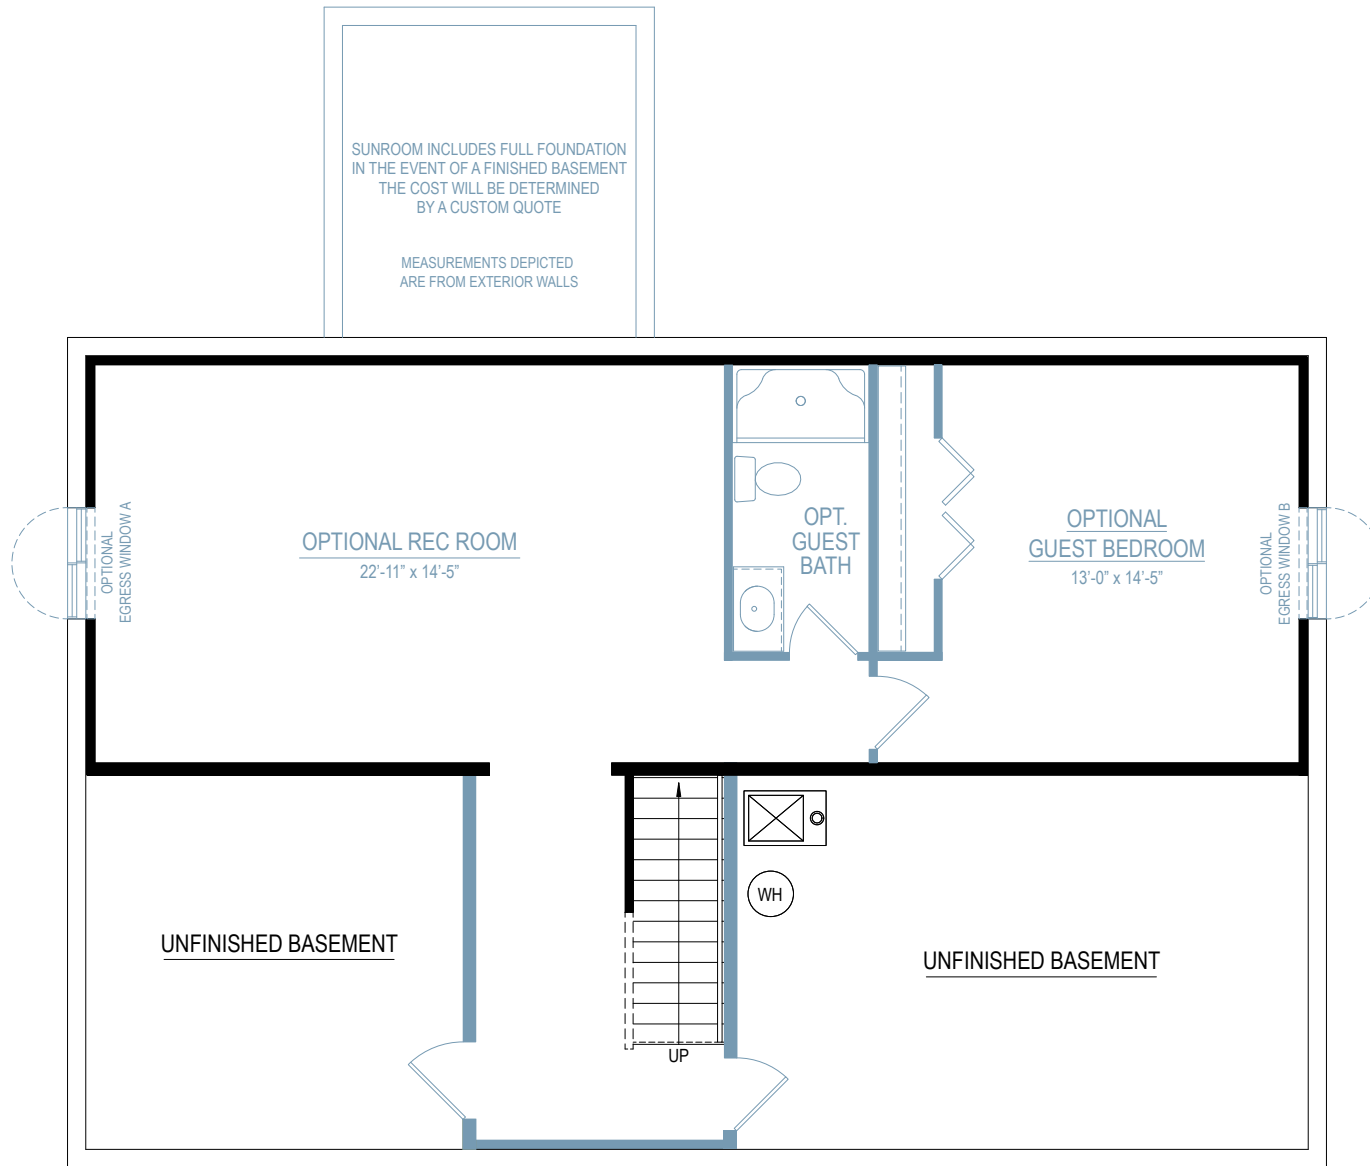 SUNROOM INCLUDES FULL FOUNDATION
IN THE EVENT OF A FINISHED BASEMENT
THE COST WILL BE DETERMINED
BY A CUSTOM QUOTE
MEASUREMENTS DEPICTED
ARE FROM EXTERIOR WALLS
OPTIONAL
EGRESS WINDOW A
OPTIONAL REC ROOM
22'-11" x 14'-5"
OPT.
GUEST
BATH
OPTIONAL
GUEST BEDROOM
13'-0" x 14'-5"
OPTIONAL
EGRESS WINDOW B
UNFINISHED BASEMENT
UP
WH
UNFINISHED BASEMENT